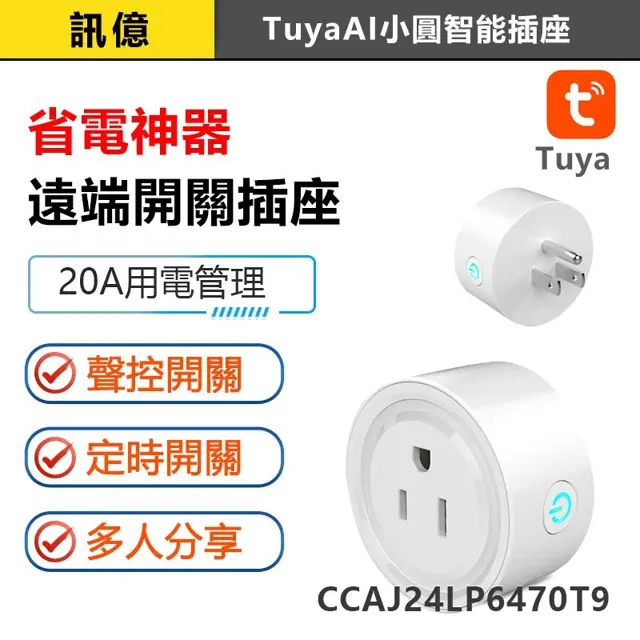 訊億
TuyaAI小圓智能插座
省電神器
遠端開關插座
Tuya
20A用電管理
聲控開關
定時開關
多人分享
CCAJ24LP6470T9